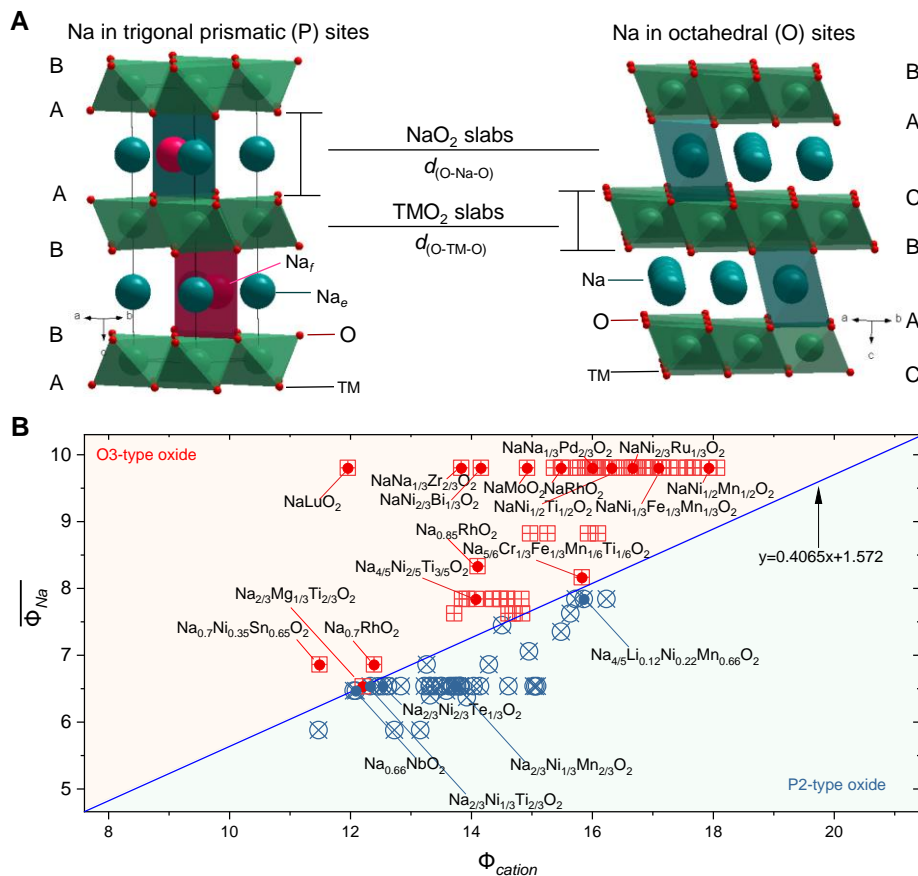 A
Na in trigonal prismatic (P) sites
Na in octahedral (O) sites
B
A
A
B
B
A
NaO₂ slabs
d(O-Na-O)
TMO₂ slabs
d(O-TM-O)
Naf
Nae
O
TM
a
b
c
B
A
C
B
A
C
Na
O
TM
a
b
c
B
O3-type oxide
NaLuO₂
NaNa₁/₃Zr₂/₃O₂
NaNi₂/₃Bi₁/₃O₂
NaNa₁/₃Pd₂/₃O₂
NaNi₂/₃Ru₁/₃O₂
NaMoO₂
NaRhO₂
NaNi₁/₂Mn₁/₂O₂
NaNi₁/₂Ti₁/₂O₂
NaNi₁/₃Fe₁/₃Mn₁/₃O₂
Na₀.₈₅RhO₂
Na₅/₆Cr₁/₃Fe₁/₃Mn₁/₆Ti₁/₆O₂
y=0.4065x+1.572
Na₄/₅Ni₂/₅Ti₃/₅O₂
Na₂/₃Mg₁/₃Ti₂/₃O₂
Na₀.₇Ni₀.₃₅Sn₀.₆₅O₂
Na₀.₇RhO₂
Na₄/₅Li₀.₁₂Ni₀.₂₂Mn₀.₆₆O₂
Na₂/₃Ni₂/₃Te₁/₃O₂
Na₀.₆₆NbO₂
Na₂/₃Ni₁/₃Mn₂/₃O₂
Na₂/₃Ni₁/₃Ti₂/₃O₂
P2-type oxide
10
9
8
7
6
5
Φ̅Na
8
10
12
14
16
18
20
Φcation